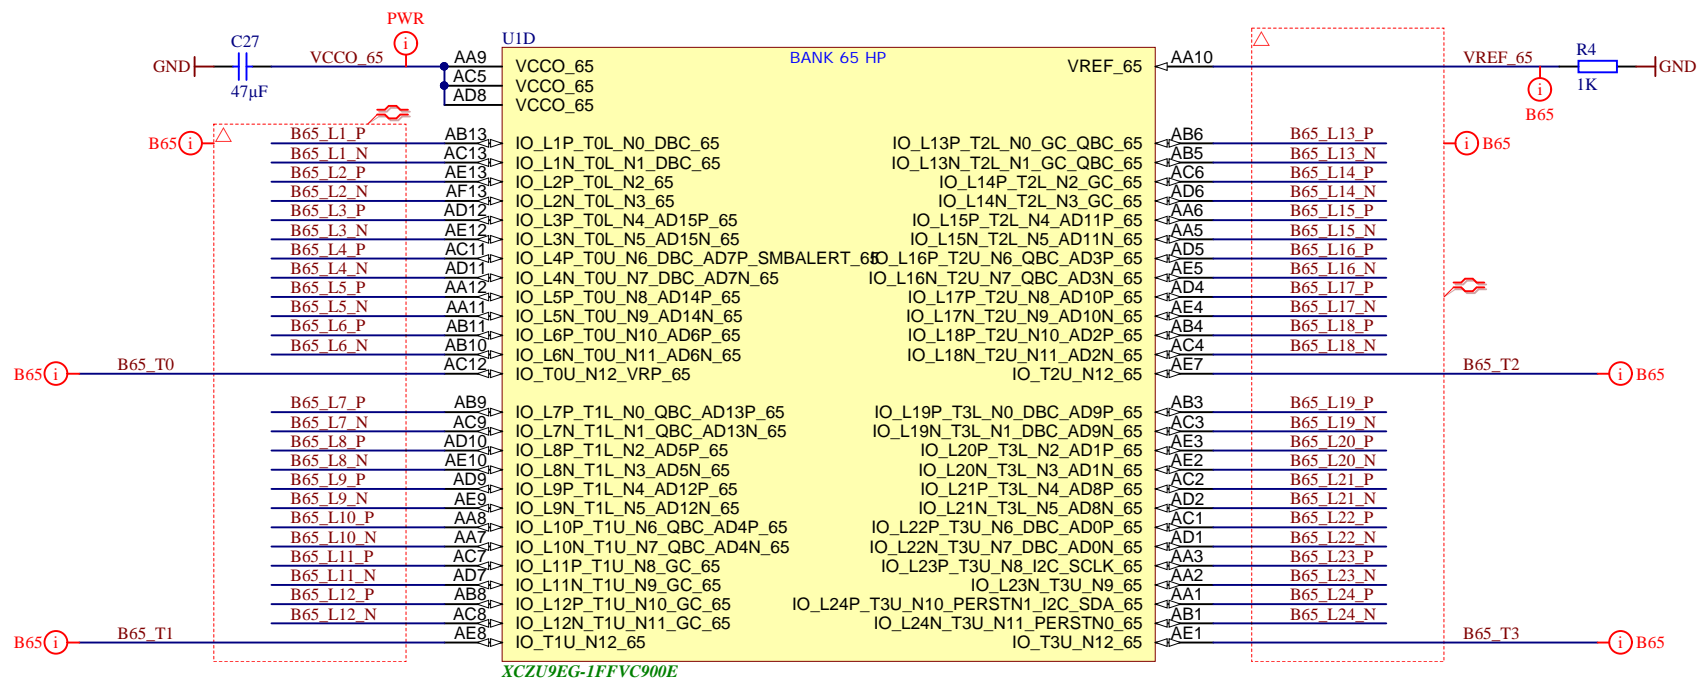 PWR
C27
U1D
GND
VCCO_65
AA9
VCCO_65
BANK 65 HP
VREF_65
AA10
VREF_65
R4
GND
47µF
AC5
VCCO_65
1K
AD8
VCCO_65
B65
B65
B65_L1_P
AB13
IO_L1P_T0L_N0_DBC_65
IO_L13P_T2L_N0_GC_QBC_65
AB6
B65_L13_P
B65
B65_L1_N
AC13
IO_L1N_T0L_N1_DBC_65
IO_L13N_T2L_N1_GC_QBC_65
AB5
B65_L13_N
B65_L2_P
AE13
IO_L2P_T0L_N2_65
IO_L14P_T2L_N2_GC_65
AC6
B65_L14_P
B65_L2_N
AF13
IO_L2N_T0L_N3_65
IO_L14N_T2L_N3_GC_65
AD6
B65_L14_N
B65_L3_P
AD12
IO_L3P_T0L_N4_AD15P_65
IO_L15P_T2L_N4_AD11P_65
AA6
B65_L15_P
B65_L3_N
AE12
IO_L3N_T0L_N5_AD15N_65
IO_L15N_T2L_N5_AD11N_65
AA5
B65_L15_N
B65_L4_P
AC11
IO_L4P_T0U_N6_DBC_AD7P_SMBALERT_65
IO_L16P_T2U_N6_QBC_AD3P_65
AD5
B65_L16_P
B65_L4_N
AD11
IO_L4N_T0U_N7_DBC_AD7N_65
IO_L16N_T2U_N7_QBC_AD3N_65
AE5
B65_L16_N
B65_L5_P
AA12
IO_L5P_T0U_N8_AD14P_65
IO_L17P_T2U_N8_AD10P_65
AD4
B65_L17_P
B65_L5_N
AA11
IO_L5N_T0U_N9_AD14N_65
IO_L17N_T2U_N9_AD10N_65
AE4
B65_L17_N
B65_L6_P
AB11
IO_L6P_T0U_N10_AD6P_65
IO_L18P_T2U_N10_AD2P_65
AB4
B65_L18_P
B65_L6_N
AB10
IO_L6N_T0U_N11_AD6N_65
IO_L18N_T2U_N11_AD2N_65
AC4
B65_L18_N
B65
B65_T0
AC12
IO_T0U_N12_VRP_65
IO_T2U_N12_65
AE7
B65_T2
B65
B65_L7_P
AB9
IO_L7P_T1L_N0_QBC_AD13P_65
IO_L19P_T3L_N0_DBC_AD9P_65
AB3
B65_L19_P
B65_L7_N
AC9
IO_L7N_T1L_N1_QBC_AD13N_65
IO_L19N_T3L_N1_DBC_AD9N_65
AC3
B65_L19_N
B65_L8_P
AD10
IO_L8P_T1L_N2_AD5P_65
IO_L20P_T3L_N2_AD1P_65
AE3
B65_L20_P
B65_L8_N
AE10
IO_L8N_T1L_N3_AD5N_65
IO_L20N_T3L_N3_AD1N_65
AE2
B65_L20_N
B65_L9_P
AD9
IO_L9P_T1L_N4_AD12P_65
IO_L21P_T3L_N4_AD8P_65
AC2
B65_L21_P
B65_L9_N
AE9
IO_L9N_T1L_N5_AD12N_65
IO_L21N_T3L_N5_AD8N_65
AD2
B65_L21_N
B65_L10_P
AA8
IO_L10P_T1U_N6_QBC_AD4P_65
IO_L22P_T3U_N6_DBC_AD0P_65
AC1
B65_L22_P
B65_L10_N
AA7
IO_L10N_T1U_N7_QBC_AD4N_65
IO_L22N_T3U_N7_DBC_AD0N_65
AD1
B65_L22_N
B65_L11_P
AC7
IO_L11P_T1U_N8_GC_65
IO_L23P_T3U_N8_I2C_SCLK_65
AA3
B65_L23_P
B65_L11_N
AD7
IO_L11N_T1U_N9_GC_65
IO_L23N_T3U_N9_65
AA2
B65_L23_N
B65_L12_P
AB8
IO_L12P_T1U_N10_GC_65
IO_L24P_T3U_N10_PERSTN1_I2C_SDA_65
AA1
B65_L24_P
B65_L12_N
AC8
IO_L12N_T1U_N11_GC_65
IO_L24N_T3U_N11_PERSTN0_65
AB1
B65_L24_N
B65
B65_T1
AE8
IO_T1U_N12_65
IO_T3U_N12_65
AE1
B65_T3
B65
XCZU9EG-1FFVC900E